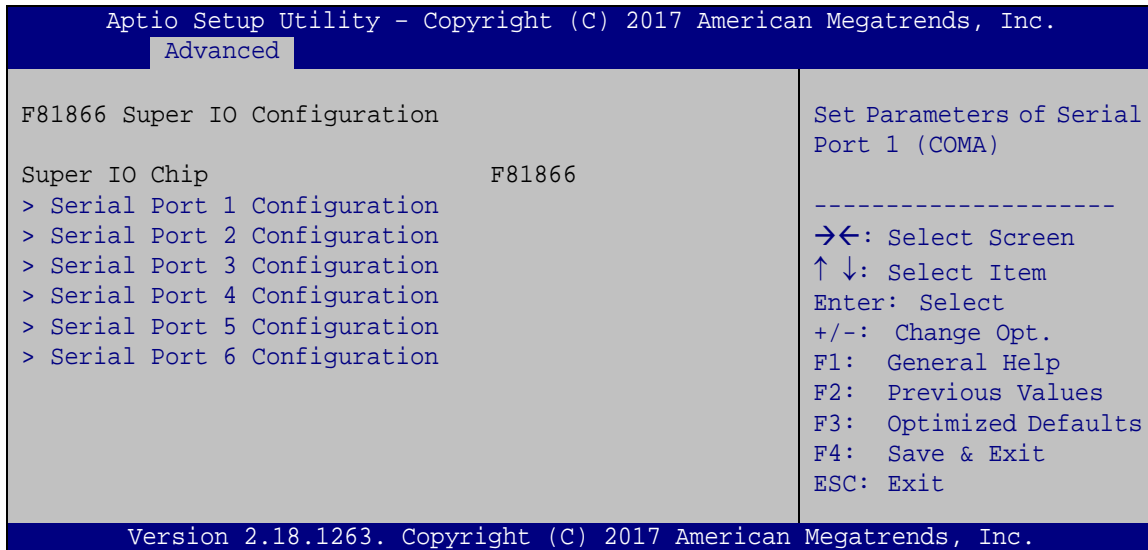 Aptio Setup Utility – Copyright (C) 2017 American Megatrends, Inc.
Advanced
F81866 Super IO Configuration
Super IO Chip F81866
> Serial Port 1 Configuration
> Serial Port 2 Configuration
> Serial Port 3 Configuration
> Serial Port 4 Configuration
> Serial Port 5 Configuration
> Serial Port 6 Configuration
Set Parameters of Serial
Port 1 (COMA)
---------------------
→←: Select Screen
↑ ↓: Select Item
Enter: Select
+/-: Change Opt.
F1: General Help
F2: Previous Values
F3: Optimized Defaults
F4: Save & Exit
ESC: Exit
Version 2.18.1263. Copyright (C) 2017 American Megatrends, Inc.